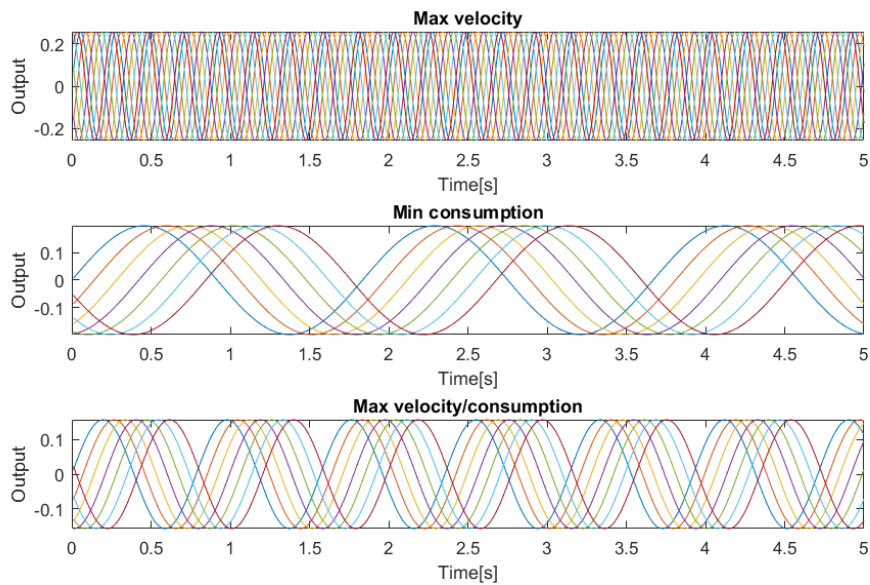 Max velocity
0.2
0
-0.2
Output
0 0.5 1 1.5 2 2.5 3 3.5 4 4.5 5
Time[s]
Min consumption
0.1
0
-0.1
Output
0 0.5 1 1.5 2 2.5 3 3.5 4 4.5 5
Time[s]
Max velocity/consumption
0.1
0
-0.1
Output
0 0.5 1 1.5 2 2.5 3 3.5 4 4.5 5
Time[s]